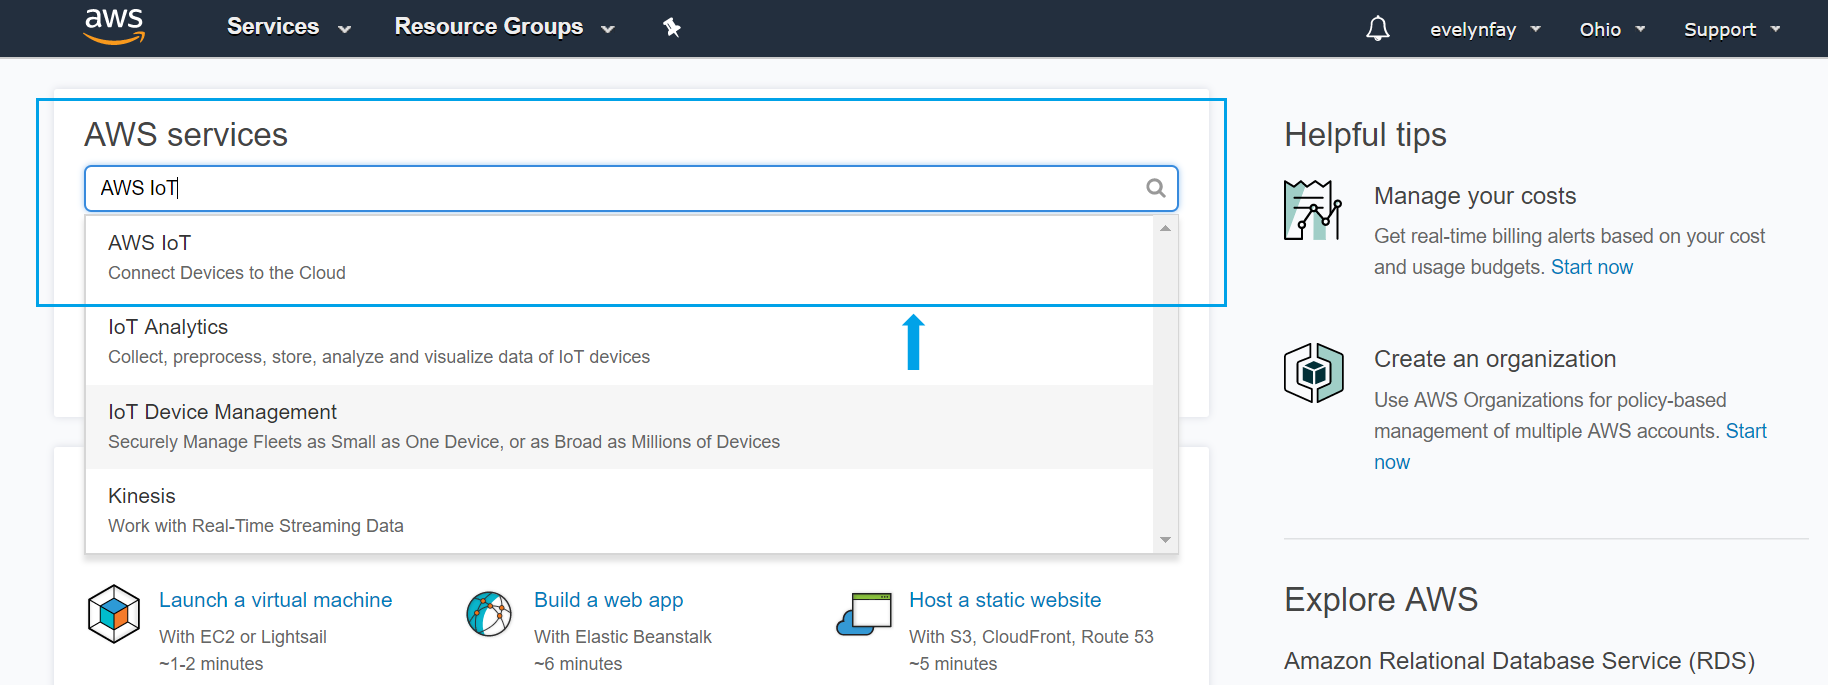 aws
Services
Resource Groups
evelynfay
Ohio
Support
AWS services
AWS IoT
AWS IoT
Connect Devices to the Cloud
IoT Analytics
Collect, preprocess, store, analyze and visualize data of IoT devices
IoT Device Management
Securely Manage Fleets as Small as One Device, or as Broad as Millions of Devices
Kinesis
Work with Real-Time Streaming Data
Launch a virtual machine
With EC2 or Lightsail
~1-2 minutes
Build a web app
With Elastic Beanstalk
~6 minutes
Host a static website
With S3, CloudFront, Route 53
~5 minutes
Helpful tips
Manage your costs
Get real-time billing alerts based on your cost
and usage budgets. Start now
Create an organization
Use AWS Organizations for policy-based
management of multiple AWS accounts. Start
now
Explore AWS
Amazon Relational Database Service (RDS)